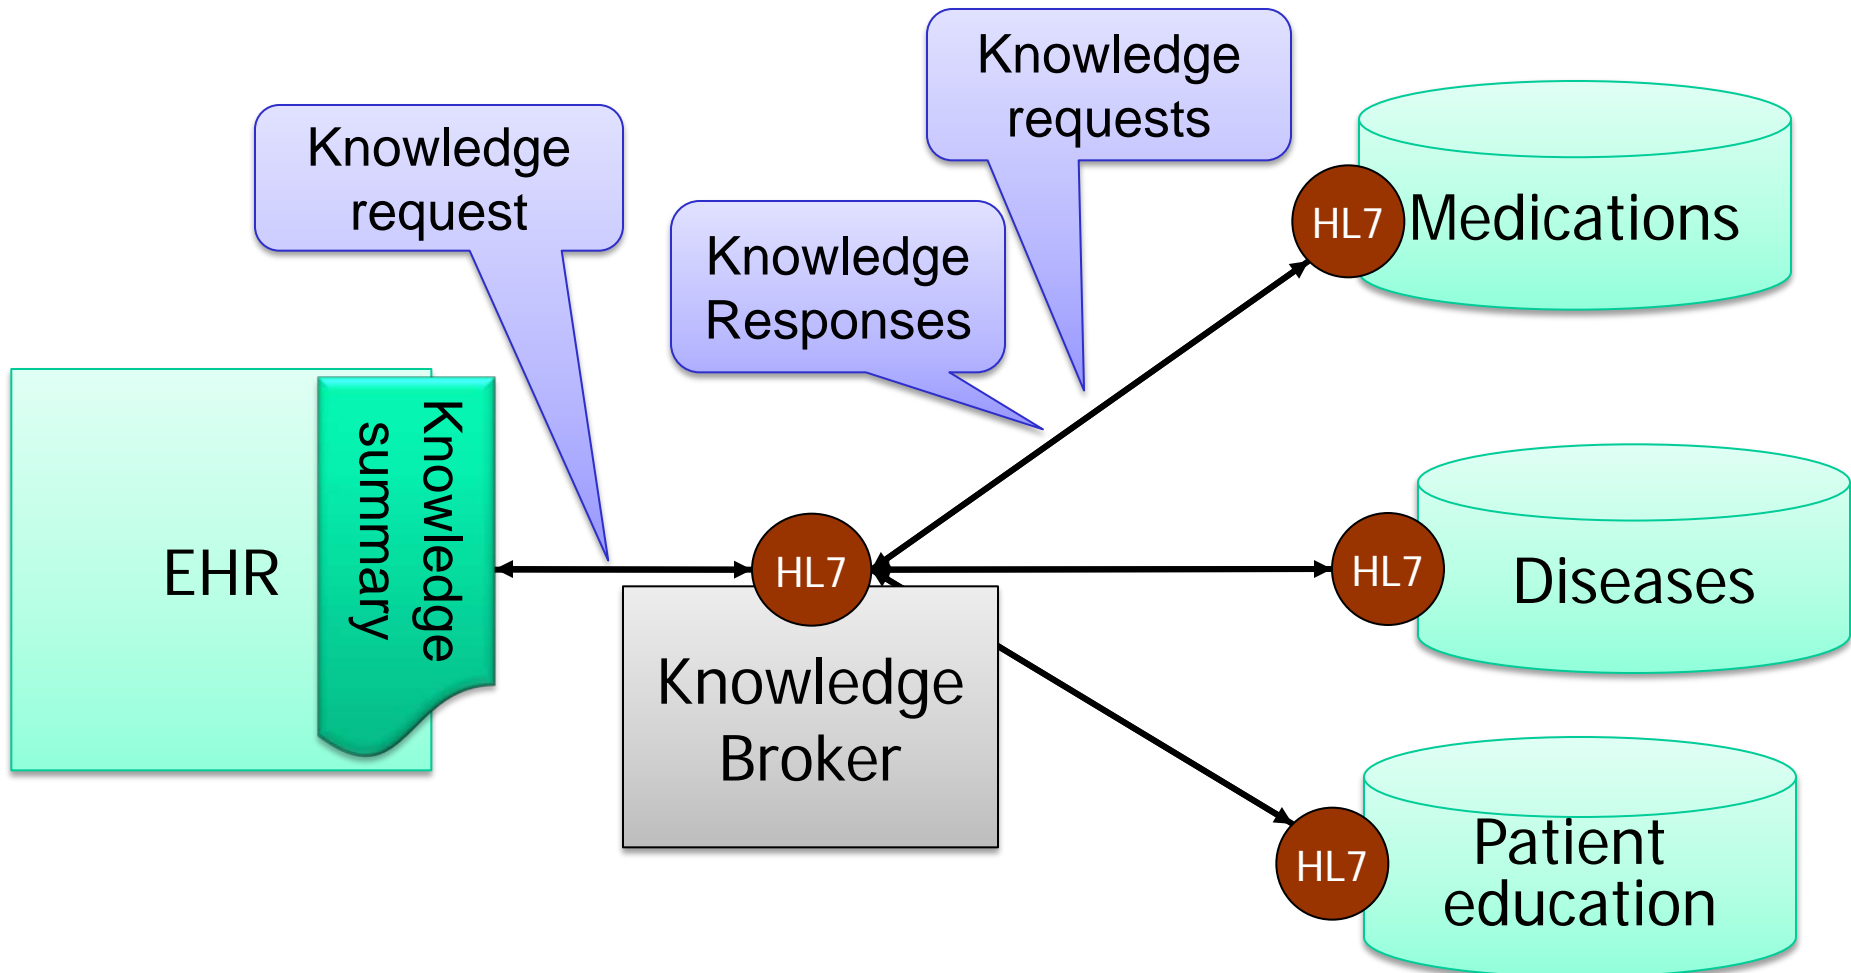 Knowledge
requests
Knowledge
request
Knowledge
Responses
HL7
Medications
EHR
Knowledge
summary
HL7
Knowledge
Broker
HL7
Diseases
HL7
Patient
education